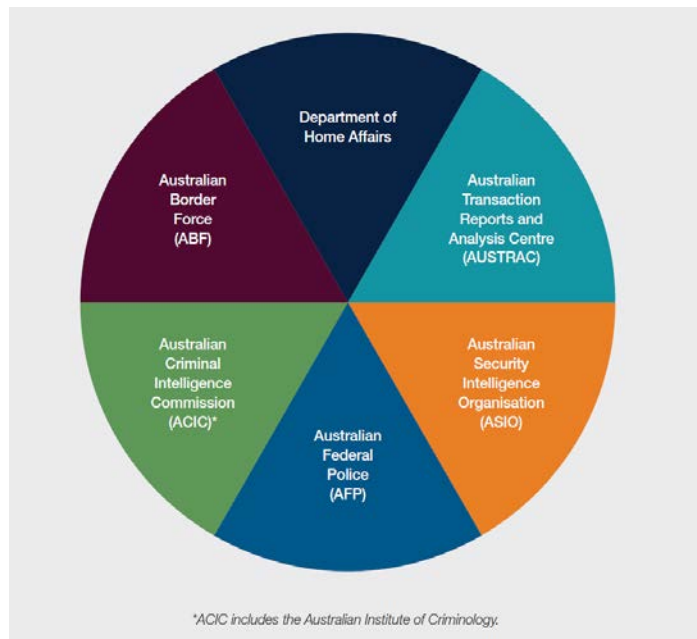 Department of
Home Affairs
Australian
Border
Force
(ABF)
Australian
Transaction
Reports and
Analysis Centre
(AUSTRAC)
Australian
Criminal
Intelligence
Commission
(ACIC)*
Australian
Security
Intelligence
Organisation
(ASIO)
Australian
Federal
Police
(AFP)
*ACIC includes the Australian Institute of Criminology.